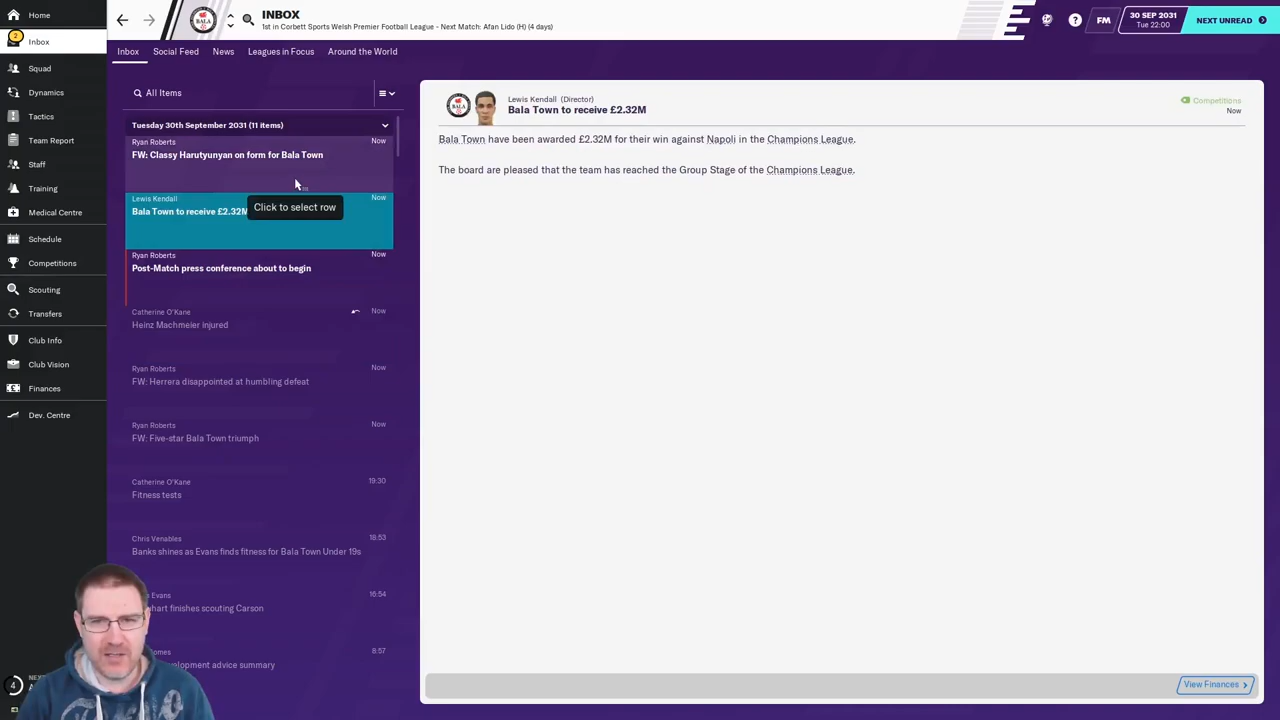 Home
2
Inbox
Squad
Dynamics
Tactics
Team Report
Staff
Training
Medical Centre
Schedule
Competitions
Scouting
Transfers
Club Info
Club Vision
Finances
Dev. Centre
4
BALA
INBOX
1st in Corbett Sports Welsh Premier Football League - Next Match: Afan Lido (H) (4 days)
?
FM
30 SEP 2031
Tue 22:00
NEXT UNREAD
Inbox Social Feed News Leagues in Focus Around the World
All Items
Tuesday 30th September 2031 (11 items)
Ryan Roberts Now
FW: Classy Harutyunyan on form for Bala Town
Lewis Kendall Now
Bala Town to receive £2.32M
Click to select row
Ryan Roberts Now
Post-Match press conference about to begin
Catherine O'Kane Now
Heinz Machmeier injured
Ryan Roberts Now
FW: Herrera disappointed at humbling defeat
Ryan Roberts Now
FW: Five-star Bala Town triumph
Catherine O'Kane 19:30
Fitness tests
Chris Venables 18:53
Banks shines as Evans finds fitness for Bala Town Under 19s
Evans 16:54
finishes scouting Carson
8:57
advice summary
BALA
Lewis Kendall (Director)
Bala Town to receive £2.32M
Competitions
Now
Bala Town have been awarded £2.32M for their win against Napoli in the Champions League.
The board are pleased that the team has reached the Group Stage of the Champions League.
View Finances